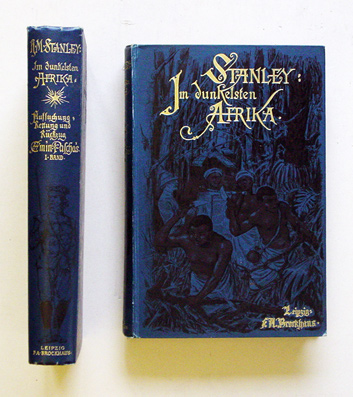 H·M·STANLEY:
Im dunkelsten
AFRIKA.
Aufsuchung,
Rettung und
Rückzug
Emin Pascha's
I·BAND·
LEIPZIG
F.A.BROCKHAUS.
STANLEY:
Im dunkelsten
AFRIKA.
Leipzig
F.A.Brockhaus.